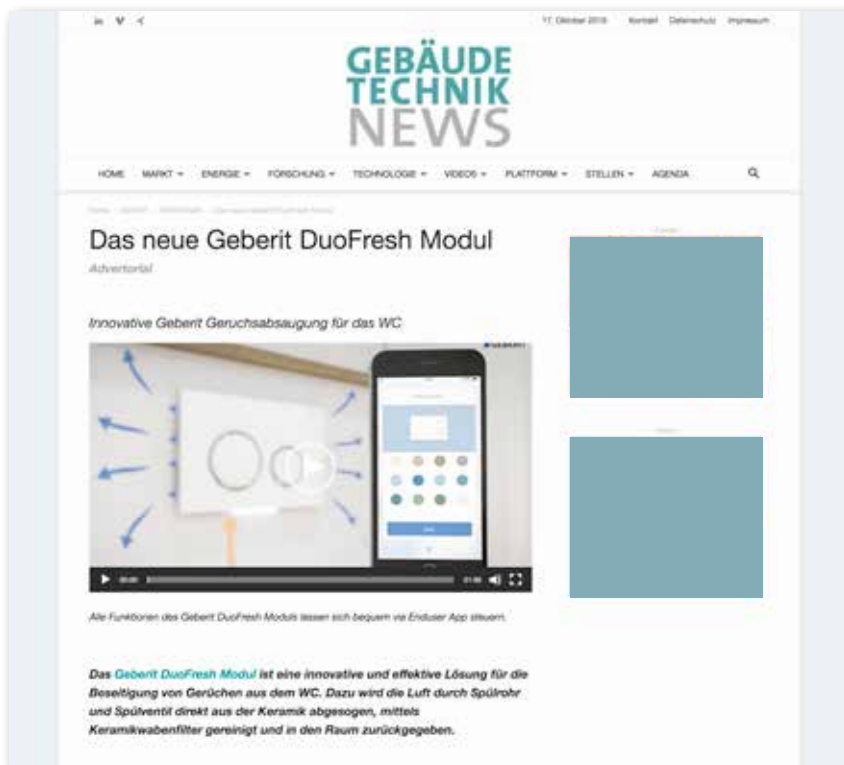 17. Oktober 2019 Kontakt Datenschutz Impressum
GEBÄUDE
TECHNIK
NEWS
HOME MARKT ENERGIE FORSCHUNG TECHNOLOGIE VIDEOS PLATTFORM STELLEN AGENDA
Das neue Geberit DuoFresh Modul
Advertorial
Innovative Geberit Geruchsabsaugung für das WC
GEBERIT
00:00
Alle Funktionen des Geberit DuoFresh Moduls lassen sich bequem via Enduser App steuern.
Das Geberit DuoFresh Modul ist eine innovative und effektive Lösung für die
Beseitigung von Gerüchen aus dem WC. Dazu wird die Luft durch Spülrohr
und Spülventil direkt aus der Keramik abgesogen, mittels
Keramikwabenfilter gereinigt und in den Raum zurückgegeben.